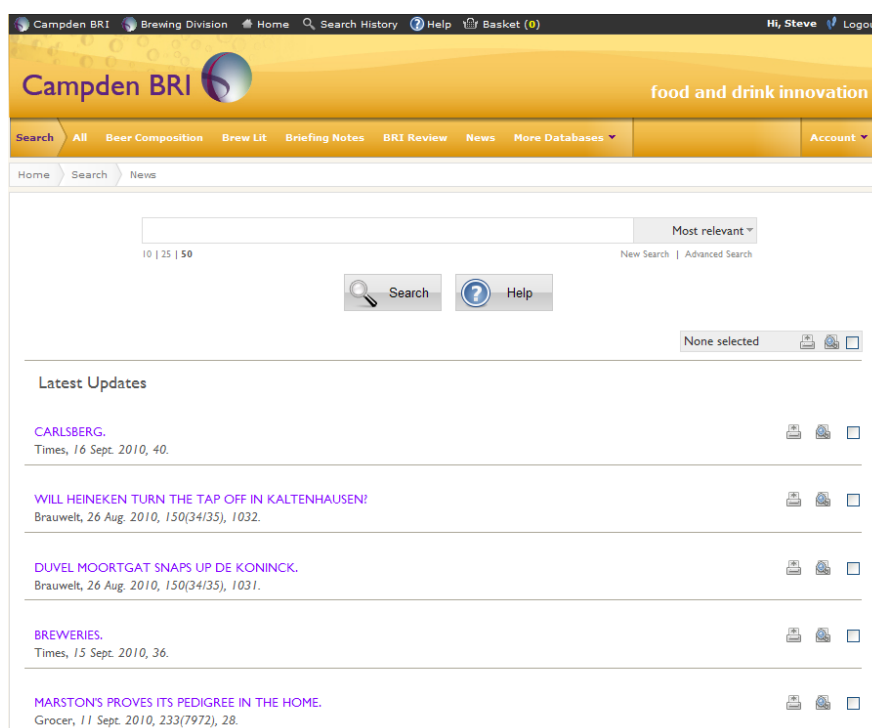 Campden BRI Brewing Division Home Search History Help Basket (0) Hi, Steve Logou
Campden BRI
food and drink innovation
Search All Beer Composition Brew Lit Briefing Notes BRI Review News More Databases Account
Home Search News
Most relevant
10 | 25 | 50 New Search | Advanced Search
Search Help
None selected
Latest Updates
CARLSBERG.
Times, 16 Sept. 2010, 40.
WILL HEINEKEN TURN THE TAP OFF IN KALTENHAUSEN?
Brauwelt, 26 Aug. 2010, 150(34/35), 1032.
DUVEL MOORTGAT SNAPS UP DE KONINCK.
Brauwelt, 26 Aug. 2010, 150(34/35), 1031.
BREWERIES.
Times, 15 Sept. 2010, 36.
MARSTON'S PROVES ITS PEDIGREE IN THE HOME.
Grocer, 11 Sept. 2010, 233(7972), 28.